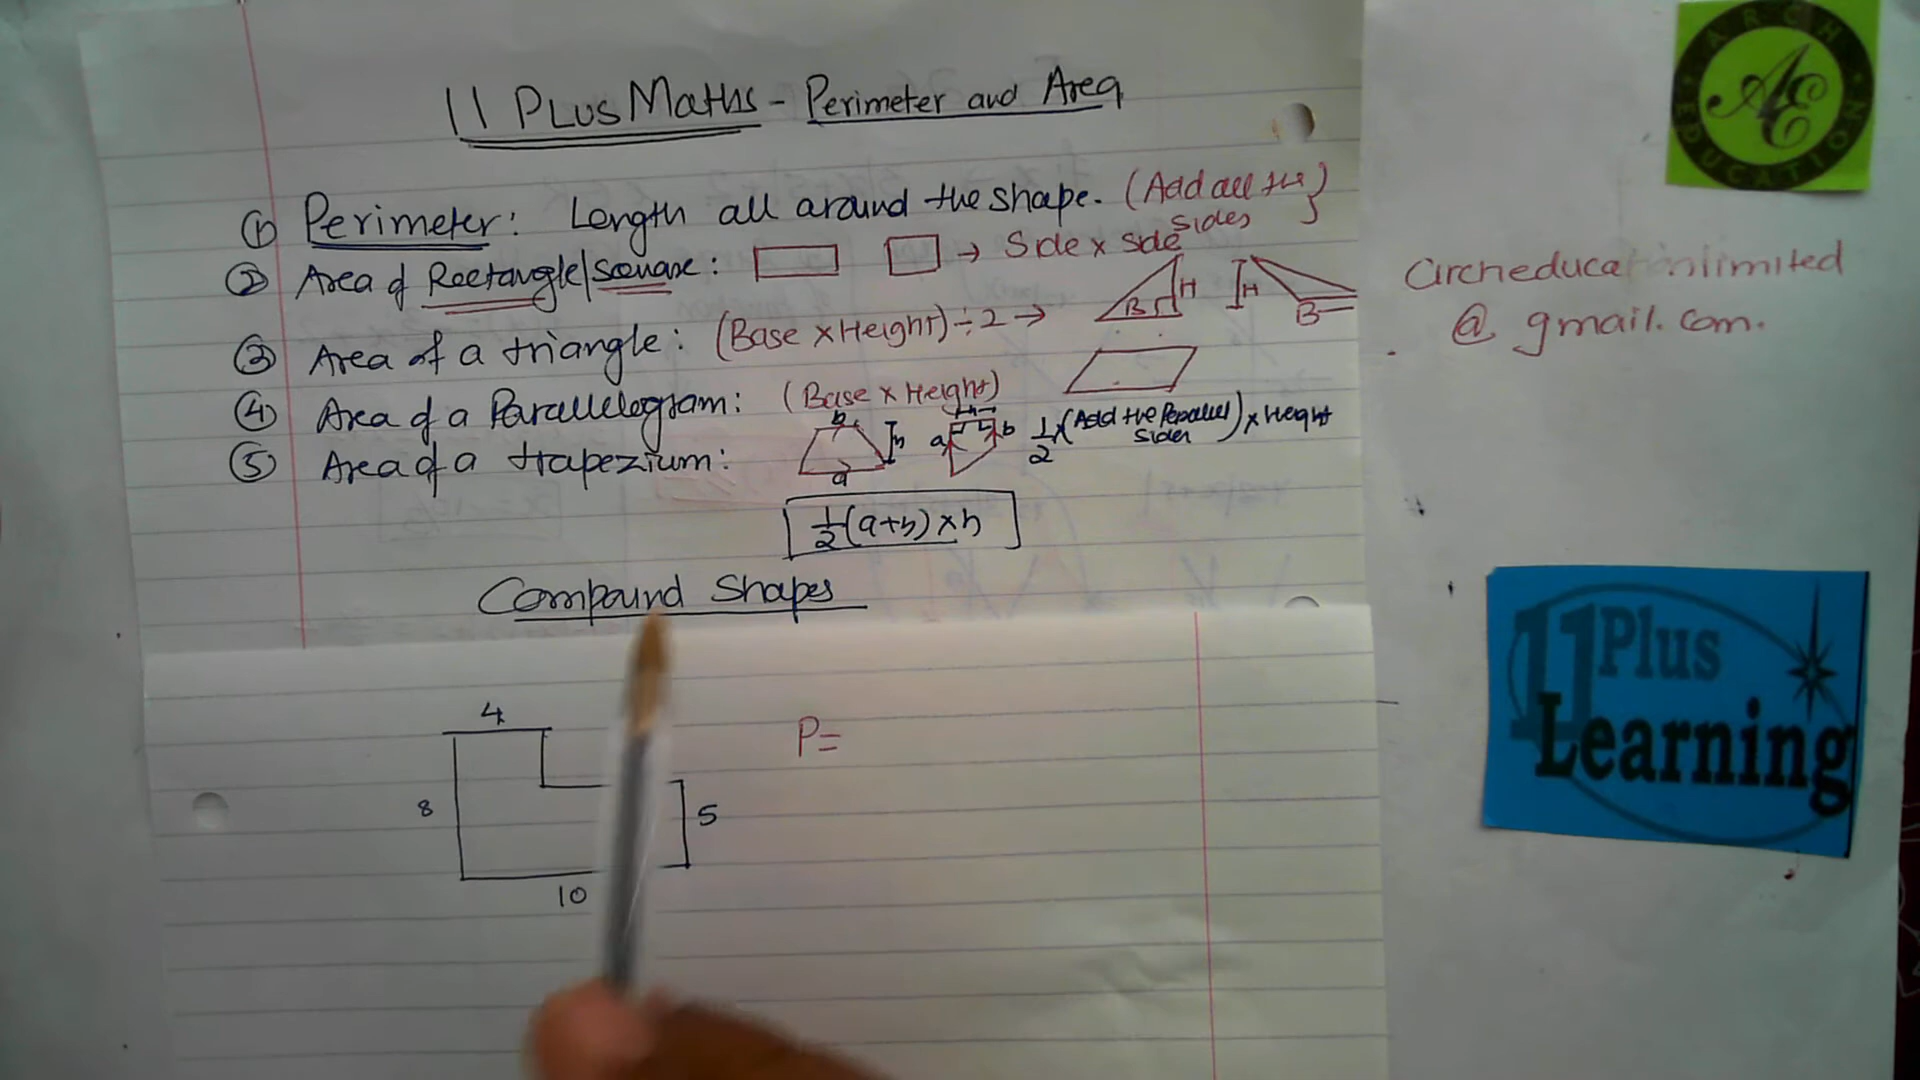 11 Plus Maths - Perimeter and Area
① Perimeter: Length all around the shape. (Add all the sides)
② Area of Rectangle/square: → Side x side
③ Area of a triangle: (Base x Height) ÷ 2 → B H H B
④ Area of a Parallelogram: (Base x Height)
⑤ Area of a trapezium: b h a a h b 1/2 x (Add the Parallel sides) x Height
1/2 (a+b) x h
Compound Shapes
4
8
5
10
P=
ARCH EDUCATION
AE
@ gmail.com.
11 Plus
Learning